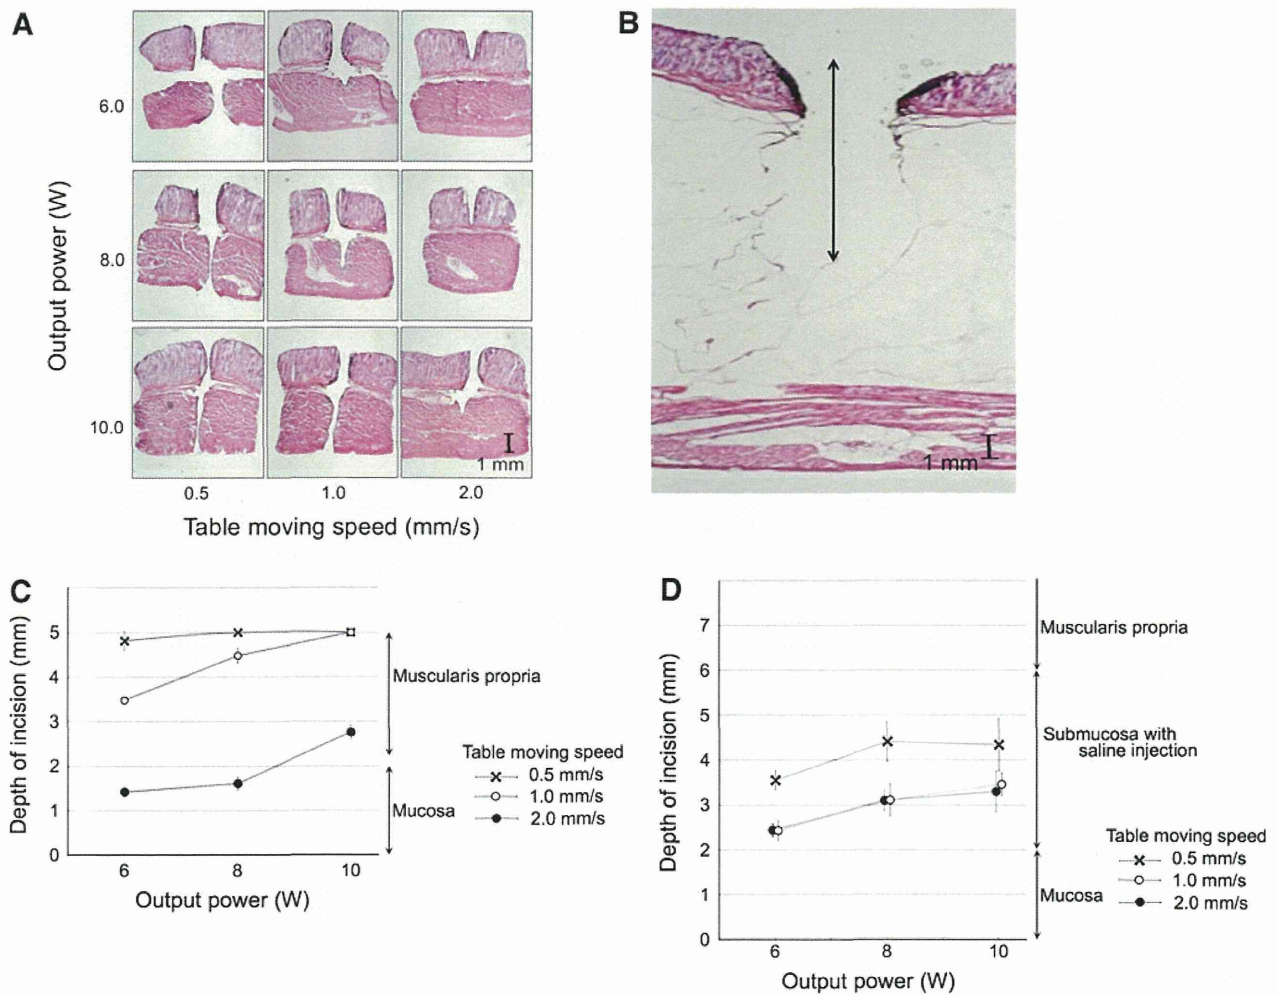 A
B
6.0
8.0
10.0
Output power (W)
1 mm
0.5
1.0
2.0
Table moving speed (mm/s)
1 mm
C
Depth of incision (mm)
5
4
3
2
1
0
6
8
10
Output power (W)
Muscularis propria
Mucosa
Table moving speed
0.5 mm/s
1.0 mm/s
2.0 mm/s
D
Depth of incision (mm)
7
6
5
4
3
2
1
0
6
8
10
Output power (W)
Muscularis propria
Submucosa with
saline injection
Mucosa
Table moving speed
0.5 mm/s
1.0 mm/s
2.0 mm/s